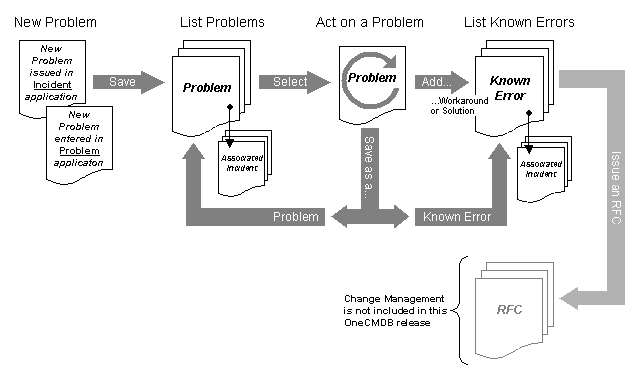 New Problem
List Problems
Act on a Problem
List Known Errors
New
Problem
issued in
Incident
application
New
Problem
entered in
Problem
applicaton
Save
Problem
Associated
Incident
Select
Problem
Add...
...Workaround
or Solution
Known
Error
Associated
Incident
Save as a...
Problem
Known Error
Issue an RFC
Change Management
is not included in this
OneCMDB release
RFC